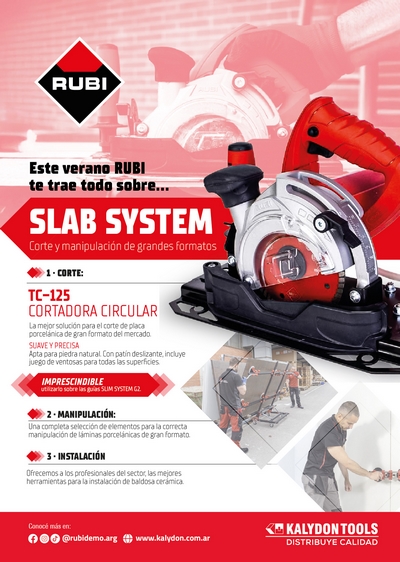 RUBI
Este verano RUBI
te trae todo sobre...
SLAB SYSTEM
Corte y manipulación de grandes formatos
1 · CORTE:
TC-125
CORTADORA CIRCULAR
La mejor solución para el corte de placa
porcelánica de gran formato del mercado.
SUAVE Y PRECISA
Apta para piedra natural. Con patín deslizante, incluye
juego de ventosas para todas las superficies.
IMPRESCINDIBLE
utilizarlo sobre las guías SLIM SYSTEM G2.
2 · MANIPULACIÓN:
Una completa selección de elementos para la correcta
manipulación de láminas porcelánicas de gran formato.
3 · INSTALACIÓN
Ofrecemos a los profesionales del sector, las mejores
herramientas para la instalación de baldosa cerámica.
Conocé más en:
@rubidemo.arg www.kalydon.com.ar
KALYDON TOOLS
DISTRIBUYE CALIDAD